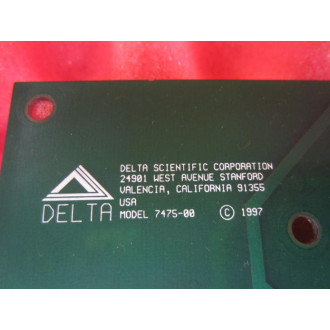 DELTA SCIENTIFIC CORPORATION
24901 WEST AVENUE STANFORD
VALENCIA, CALIFORNIA 91355
USA
DELTA MODEL 7475-00 © 1997